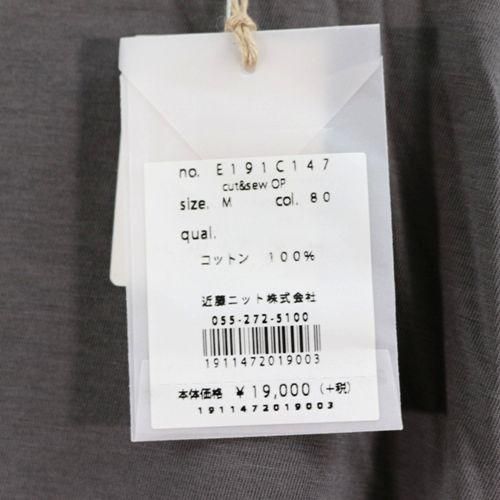 no. E191C147
cut&sew OP
size. M col. 80
qual.
コットン 100%
近藤ニット株式会社
055-272-5100
1911472019003
本体価格 ¥19,000(+税)
1911472019003